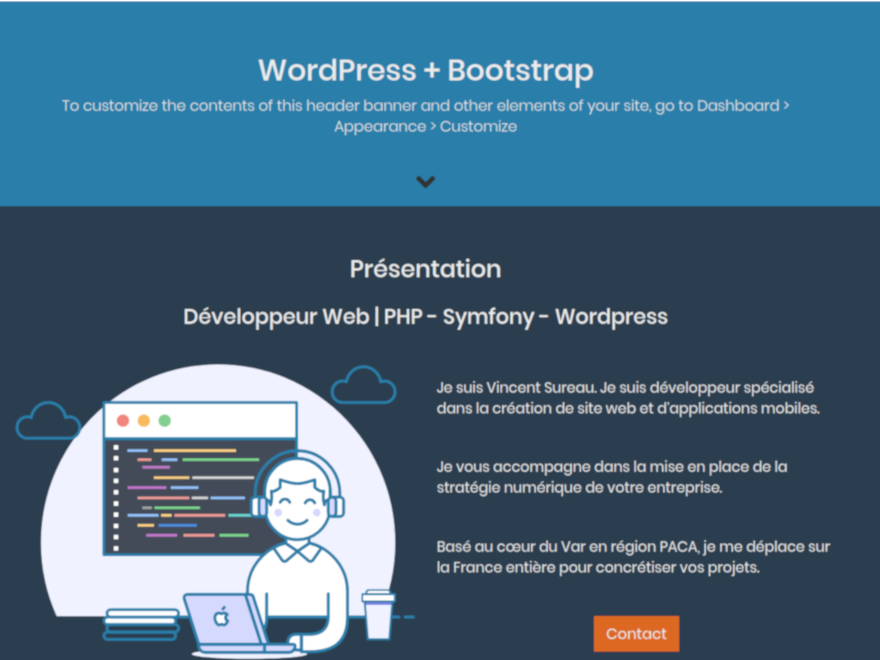 WordPress + Bootstrap
To customize the contents of this header banner and other elements of your site, go to Dashboard >
Appearance > Customize
Présentation
Développeur Web | PHP - Symfony - Wordpress
Je suis Vincent Sureau. Je suis développeur spécialisé
dans la création de site web et d'applications mobiles.
Je vous accompagne dans la mise en place de la
stratégie numérique de votre entreprise.
Basé au cœur du Var en région PACA, je me déplace sur
la France entière pour concrétiser vos projets.
Contact